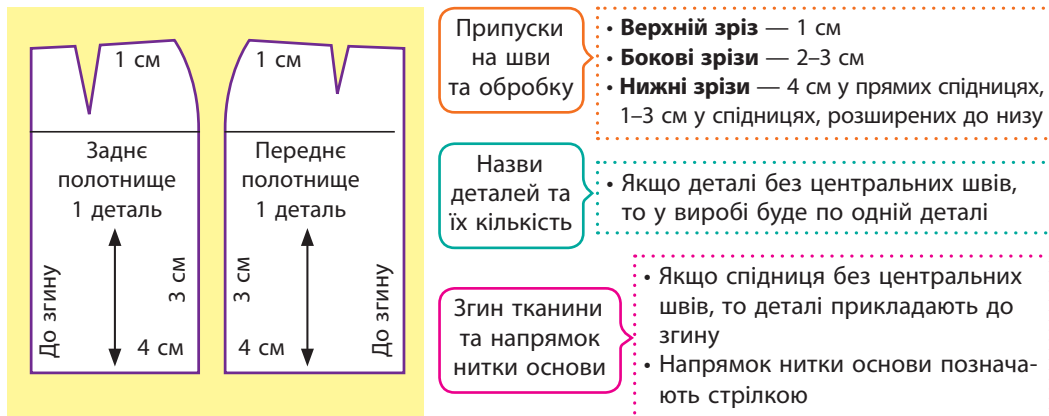 1 см
Заднє
полотнище
1 деталь
До згину
3 см
4 см
1 см
Переднє
полотнище
1 деталь
3 см
До згину
4 см
Припуски
на шви
та обробку
• Верхній зріз — 1 см
• Бокові зрізи — 2–3 см
• Нижні зрізи — 4 см у прямих спідницях,
1–3 см у спідницях, розширених до низу
Назви
деталей та
їх кількість
• Якщо деталі без центральних швів,
то у виробі буде по одній деталі
Згин тканини
та напрямок
нитки основи
• Якщо спідниця без центральних
швів, то деталі прикладають до
згину
• Напрямок нитки основи познача-
ють стрілкою